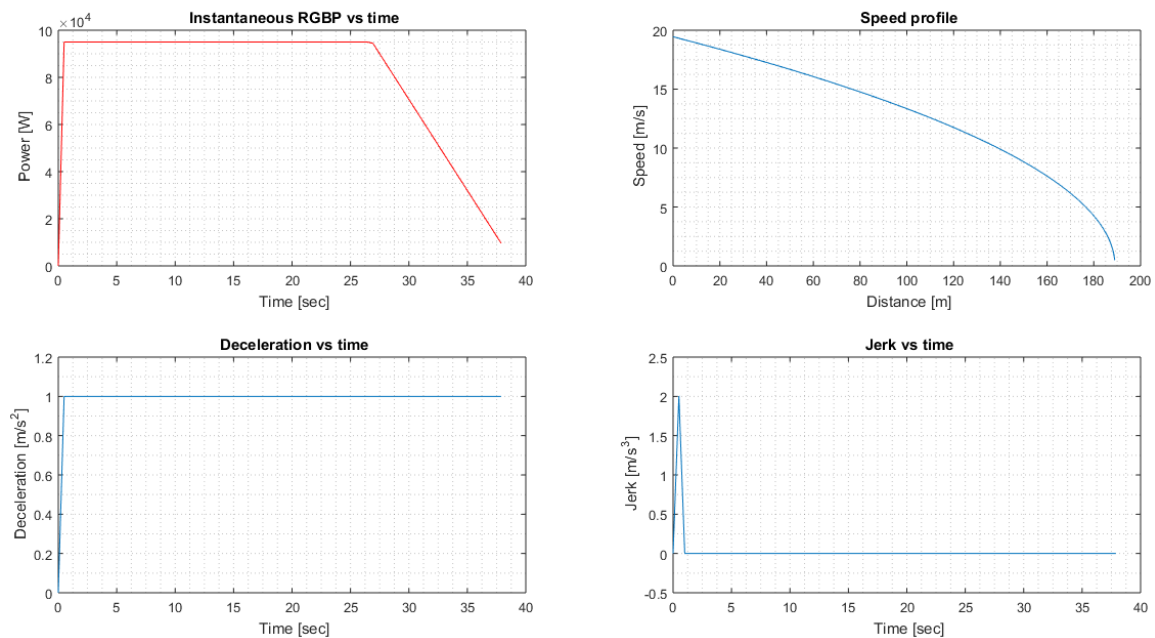 Instantaneous RGBP vs time
×10⁴
10
8
6
4
2
0
Power [W]
0 5 10 15 20 25 30 35 40
Time [sec]
Speed profile
20
15
10
5
0
Speed [m/s]
0 20 40 60 80 100 120 140 160 180 200
Distance [m]
Deceleration vs time
1.2
1
0.8
0.6
0.4
0.2
0
Deceleration [m/s²]
0 5 10 15 20 25 30 35 40
Time [sec]
Jerk vs time
2.5
2
1.5
1
0.5
0
-0.5
Jerk [m/s³]
0 5 10 15 20 25 30 35 40
Time [sec]